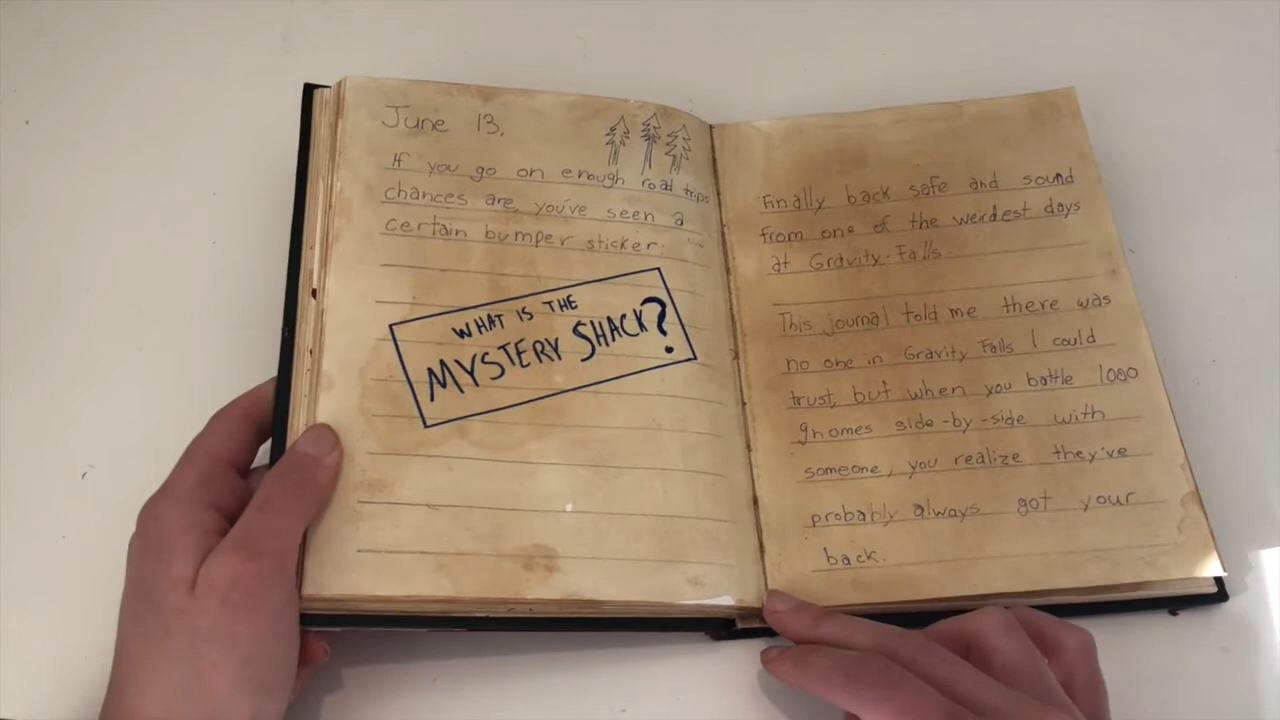 June 13.
If you go on enough road trips
chances are, you've seen a
certain bumper sticker:
WHAT IS THE
MYSTERY SHACK?
Finally back safe and sound
from one of the weirdest days
at Gravity-Falls.
This journal told me there was
no one in Gravity Falls I could
trust, but when you battle 1000
gnomes side-by-side with
someone, you realize they've
probably always got your
back.